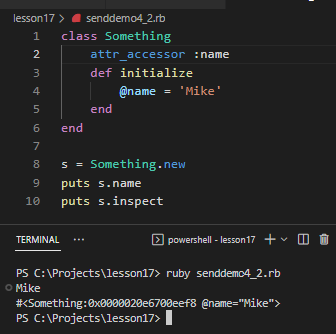 lesson17 > senddemo4_2.rb
1 class Something
2 attr_accessor :name
3 def initialize
4 @name = 'Mike'
5 end
6 end
7
8 s = Something.new
9 puts s.name
10 puts s.inspect
TERMINAL ··· powershell - lesson17
PS C:\Projects\lesson17> ruby senddemo4_2.rb
Mike
#<Something:0x0000020e6700eef8 @name="Mike">
PS C:\Projects\lesson17>